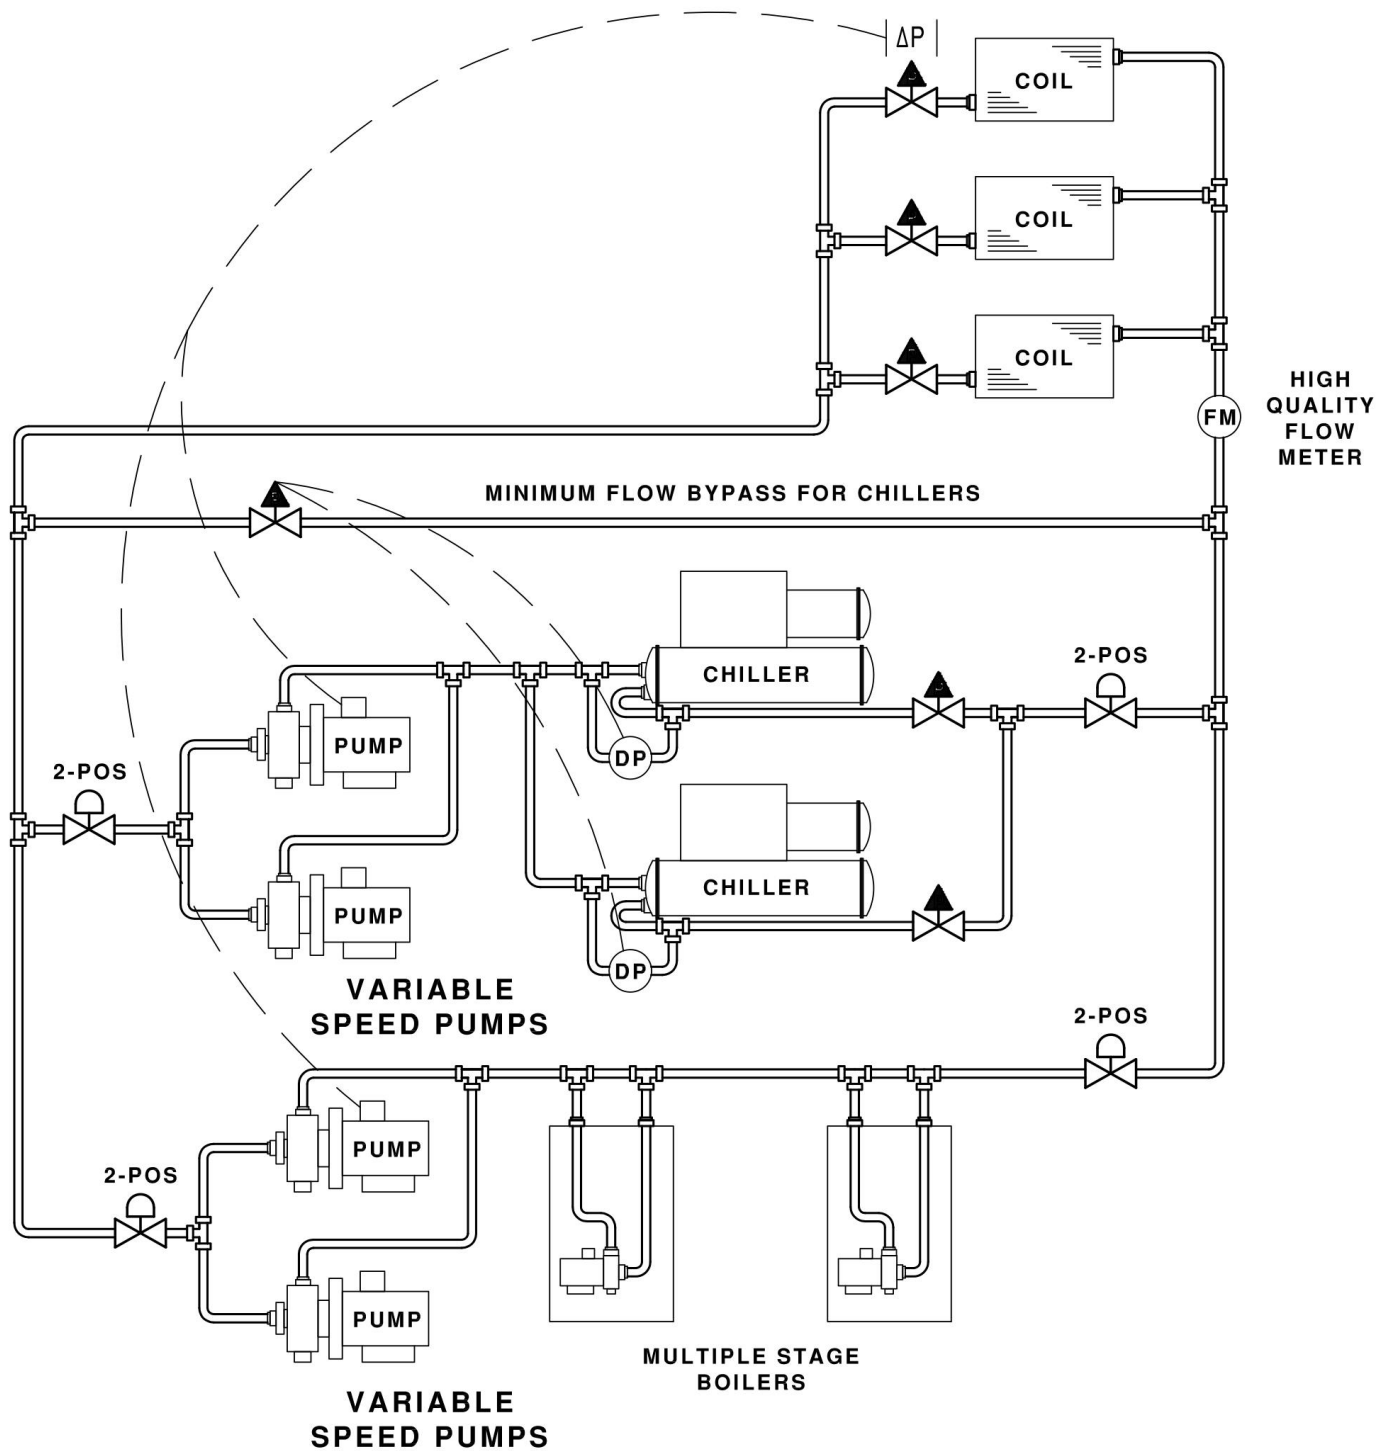 ΔP
COIL
COIL
COIL
HIGH
QUALITY
FLOW
METER
FM
MINIMUM FLOW BYPASS FOR CHILLERS
CHILLER
2-POS
PUMP
DP
2-POS
CHILLER
PUMP
DP
VARIABLE
SPEED PUMPS
2-POS
PUMP
2-POS
PUMP
MULTIPLE STAGE
BOILERS
VARIABLE
SPEED PUMPS